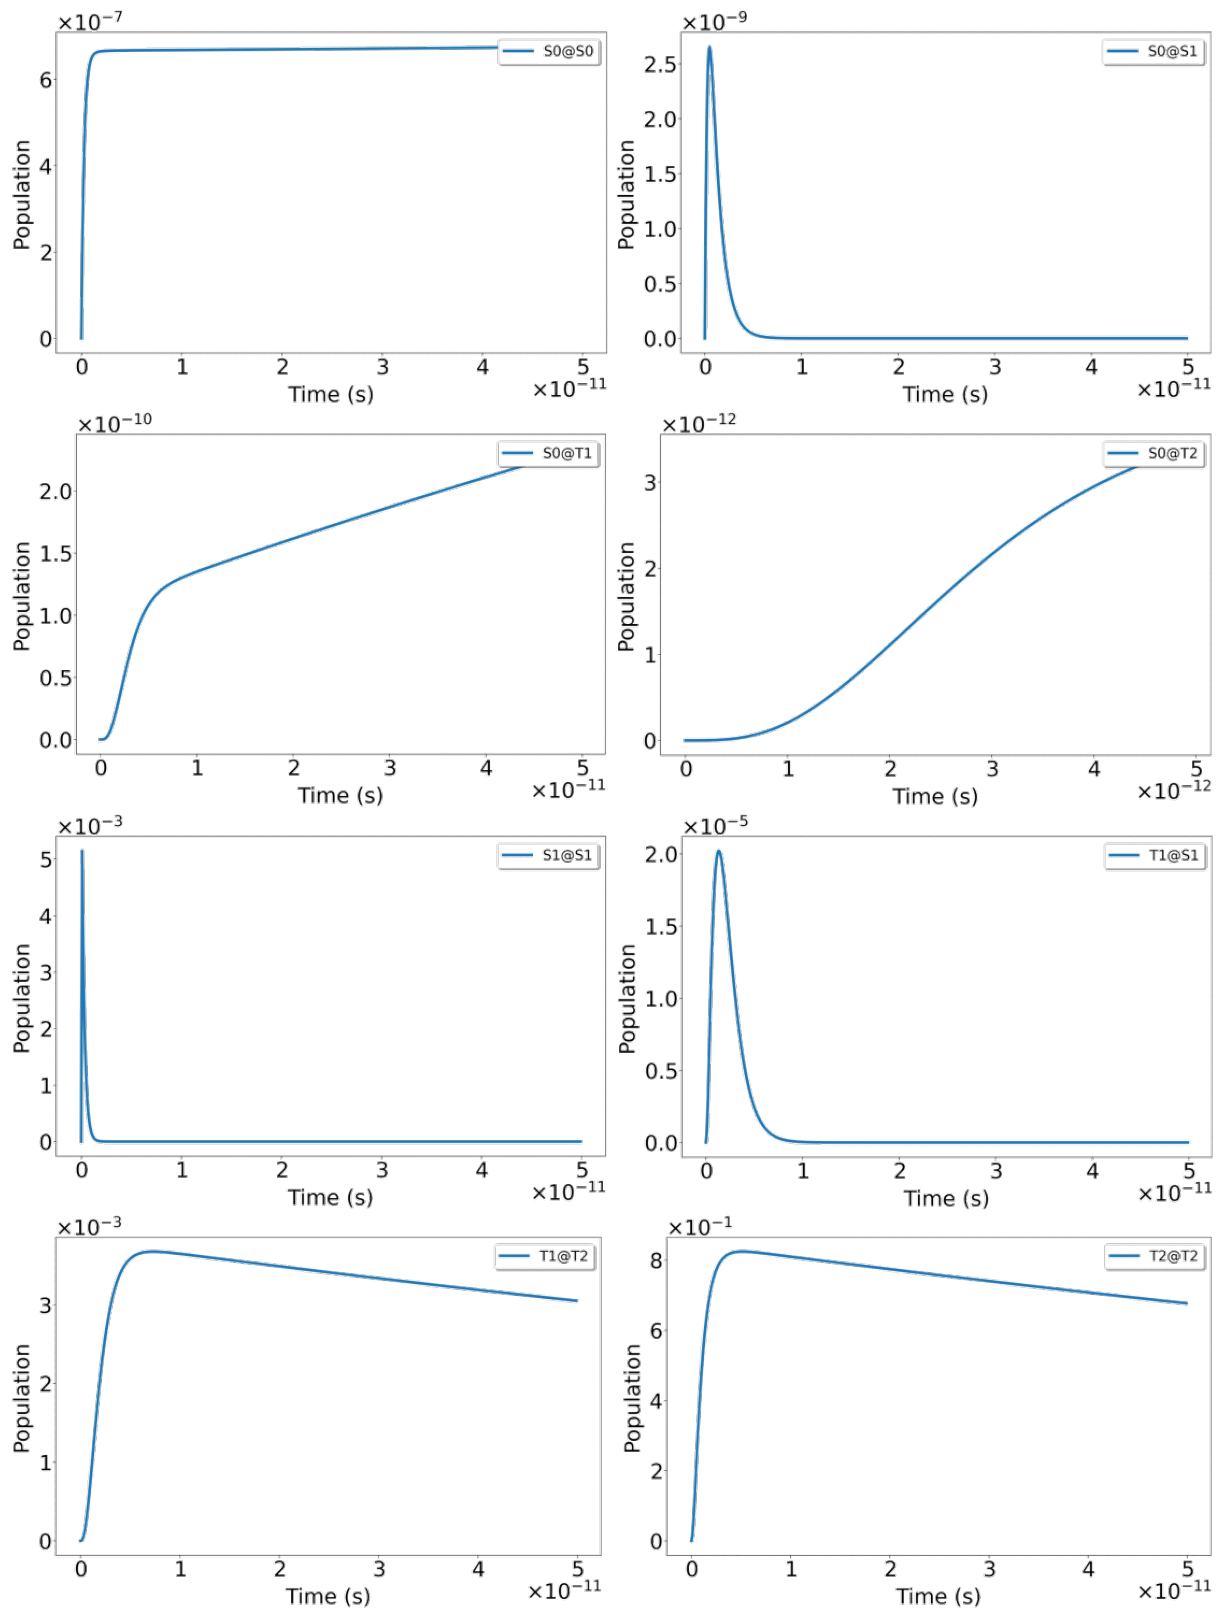 ×10⁻⁷
S0@S0
6
4
2
0
Population
0 1 2 3 4 5
Time (s)
×10⁻¹¹
×10⁻⁹
S0@S1
2.5
2.0
1.5
1.0
0.5
0.0
Population
0 1 2 3 4 5
Time (s)
×10⁻¹¹
×10⁻¹⁰
S0@T1
2.0
1.5
1.0
0.5
0.0
Population
0 1 2 3 4 5
Time (s)
×10⁻¹¹
×10⁻¹²
S0@T2
3
2
1
0
Population
0 1 2 3 4 5
Time (s)
×10⁻¹²
×10⁻³
S1@S1
5
4
3
2
1
0
Population
0 1 2 3 4 5
Time (s)
×10⁻¹¹
×10⁻⁵
T1@S1
2.0
1.5
1.0
0.5
0.0
Population
0 1 2 3 4 5
Time (s)
×10⁻¹¹
×10⁻³
T1@T2
3
2
1
0
Population
0 1 2 3 4 5
Time (s)
×10⁻¹¹
×10⁻¹
T2@T2
8
6
4
2
0
Population
0 1 2 3 4 5
Time (s)
×10⁻¹¹